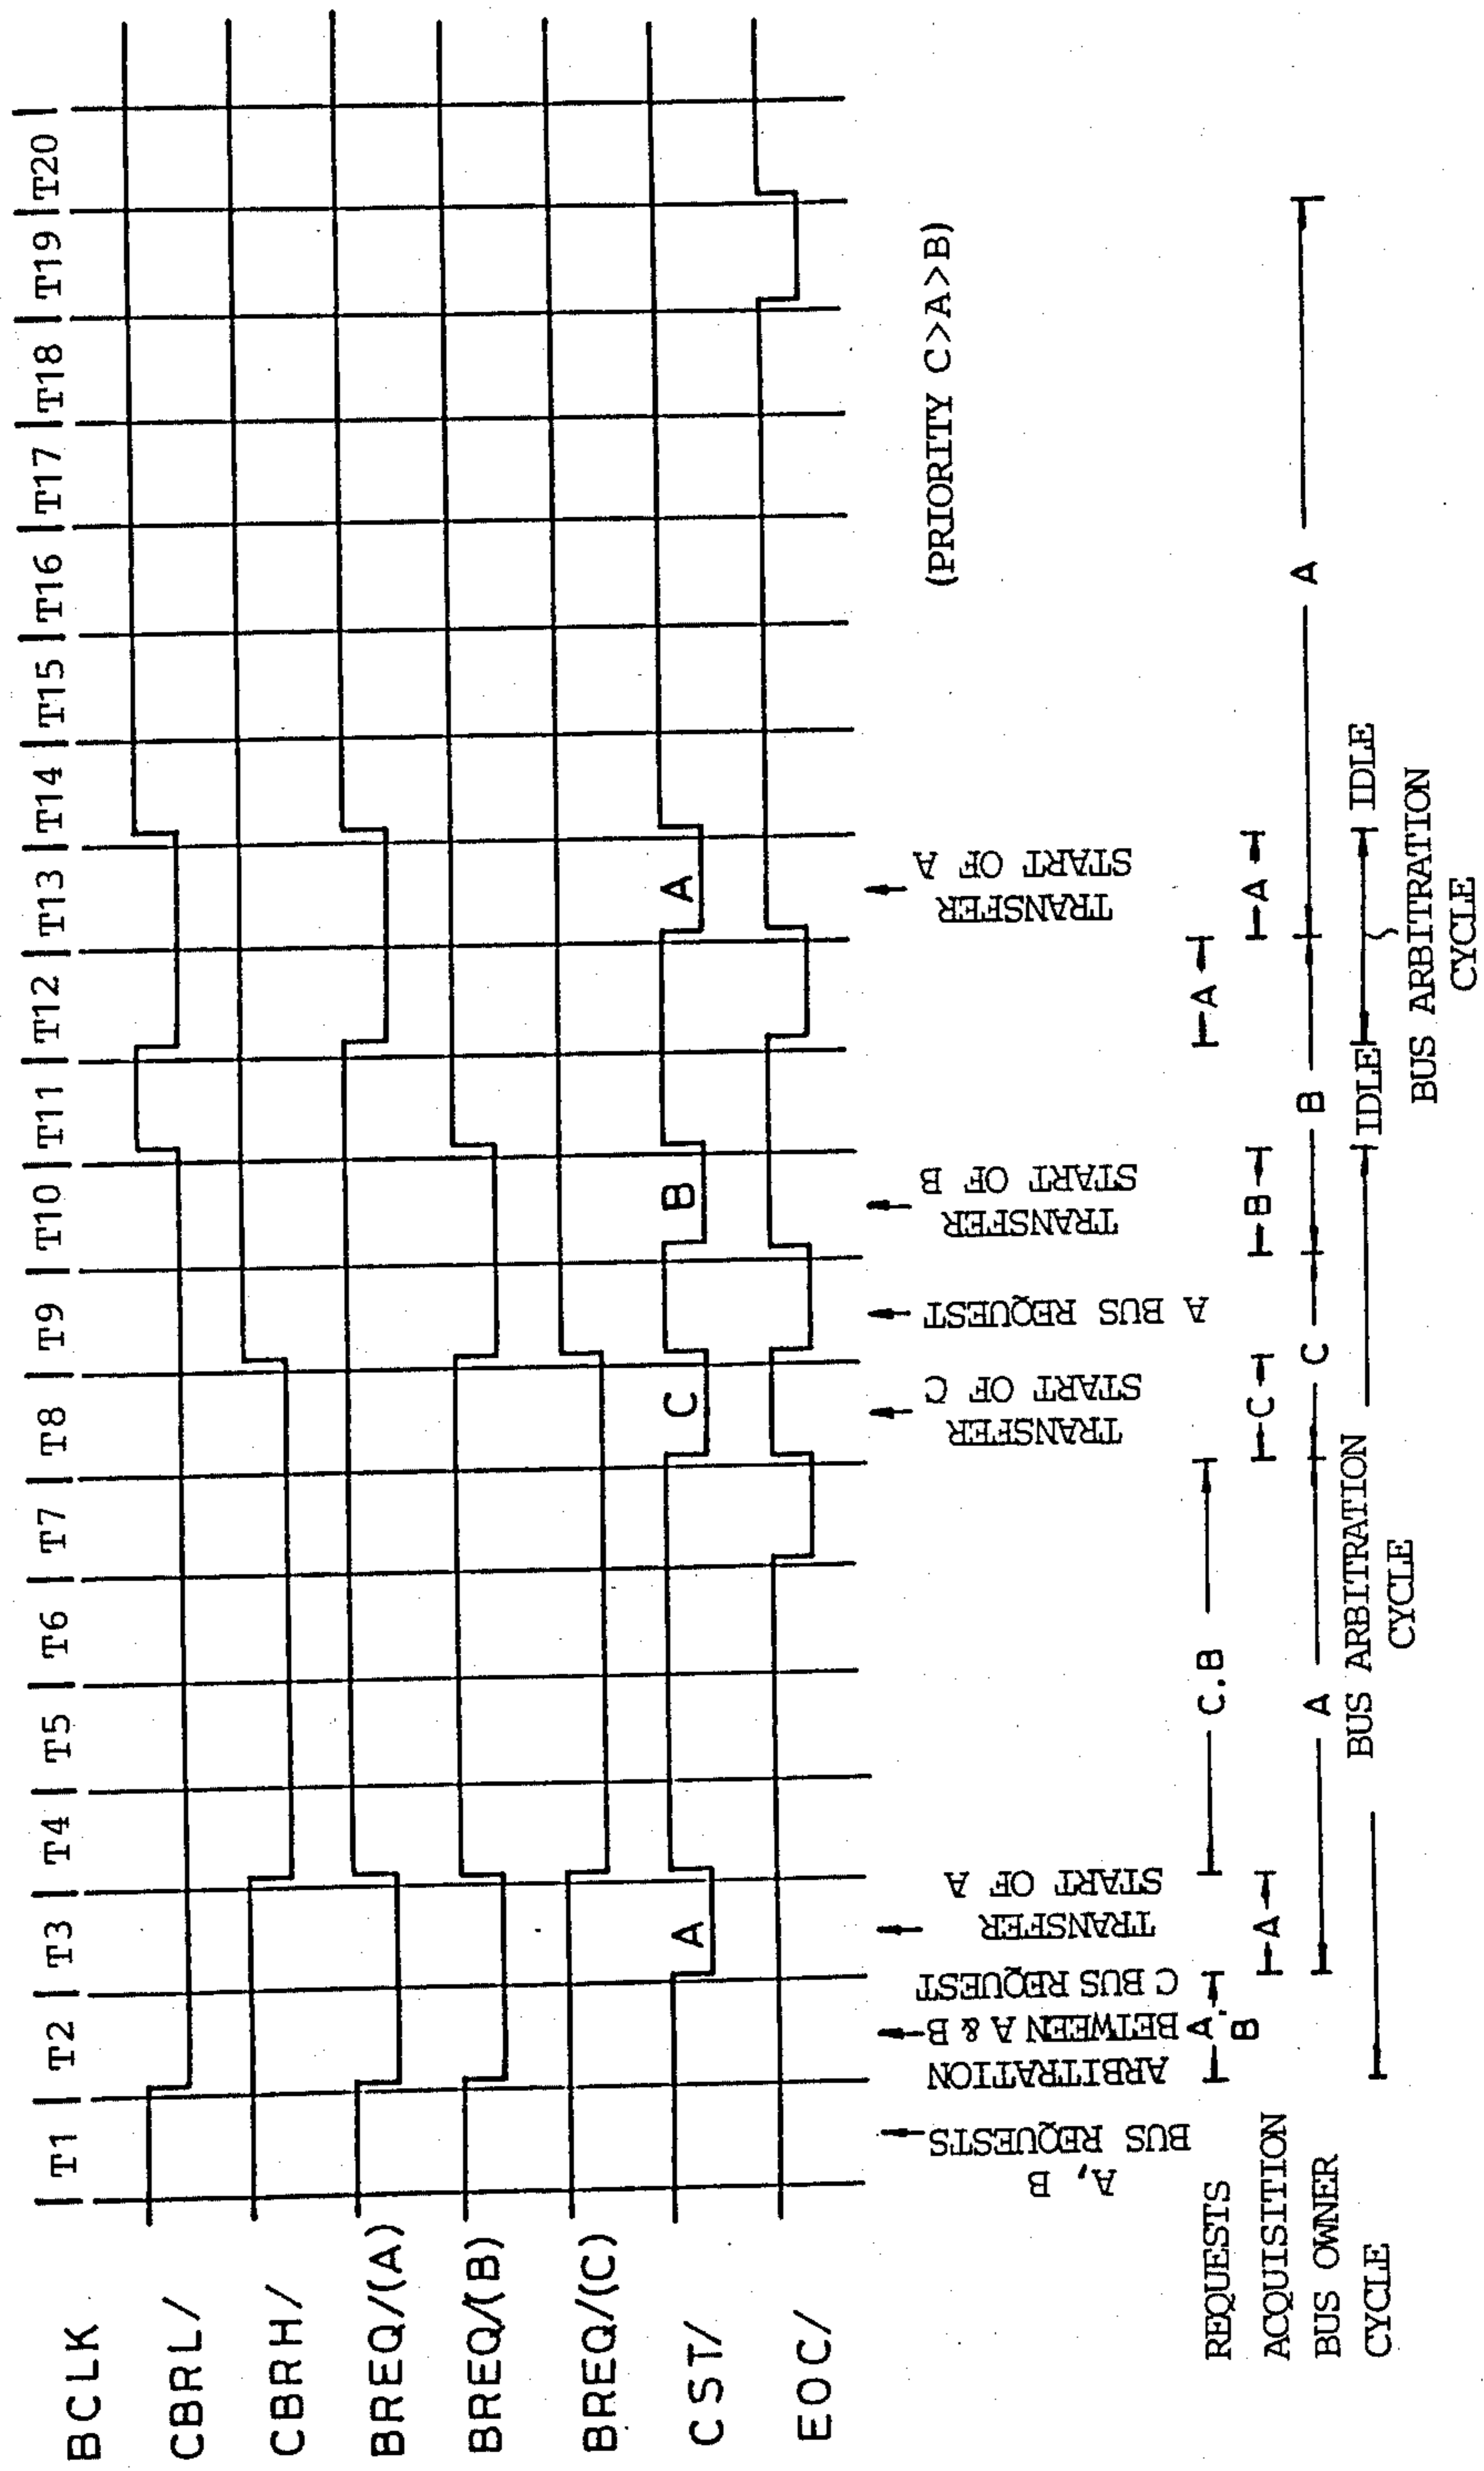 BCLK | T1 | T2 | T3 | T4 | T5 | T6 | T7 | T8 | T9 | T10 | T11 | T12 | T13 | T14 | T15 | T16 | T17 | T18 | T19 | T20 |
CBRL/
CBRH/
BREQ/(A)
BREQ/(B)
BREQ/(C)
CST/ A C B A
EOC/
A, B
BUS REQUESTS
ARBITRATION
BETWEEN A & B
C BUS REQUEST
TRANSFER
START OF A
TRANSFER
START OF C
A BUS REQUEST
TRANSFER
START OF B
TRANSFER
START OF A
(PRIORITY C>A>B)
REQUESTS A. C.B A
B
ACQUISITION A C B A
BUS OWNER A C B A
CYCLE
BUS ARBITRATION
CYCLE
IDLE
IDLE
BUS ARBITRATION
CYCLE